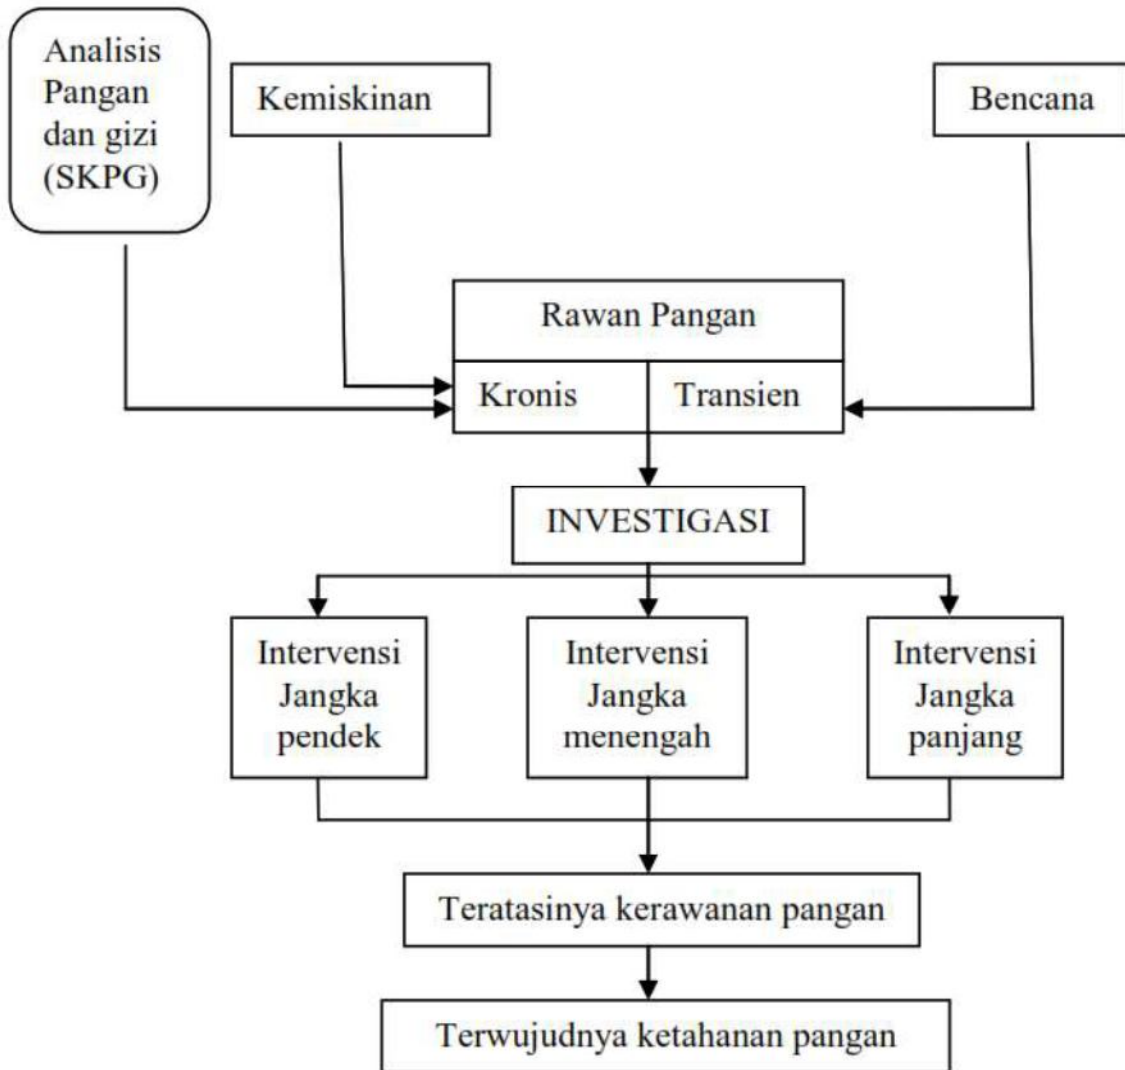 Analisis
Pangan
dan gizi
(SKPG)
Kemiskinan
Bencana
Rawan Pangan
Kronis
Transien
INVESTIGASI
Intervensi
Jangka
pendek
Intervensi
Jangka
menengah
Intervensi
Jangka
panjang
Teratasinya kerawanan pangan
Terwujudnya ketahanan pangan